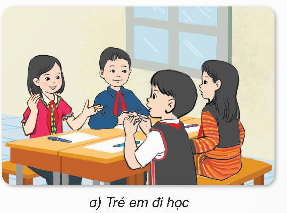 a) Trẻ em đi học